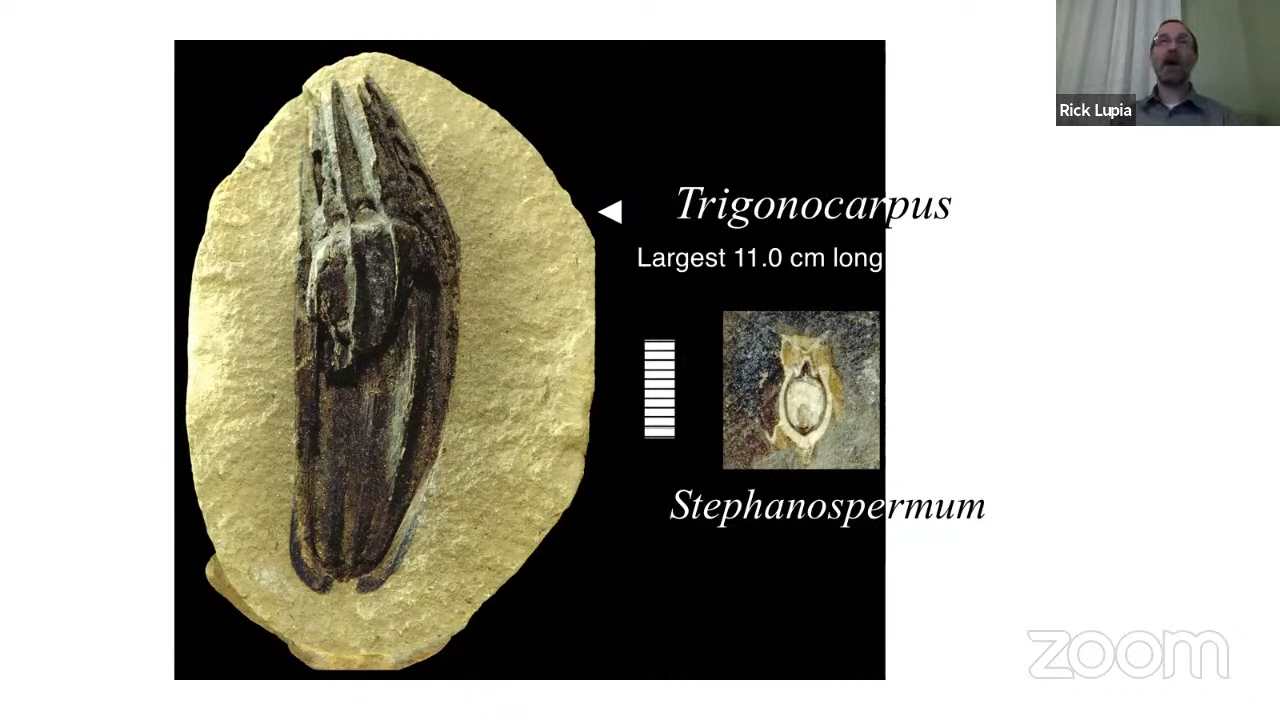 Rick Lupia
Trigonocarpus
Largest 11.0 cm long
Stephanospermum
zoom